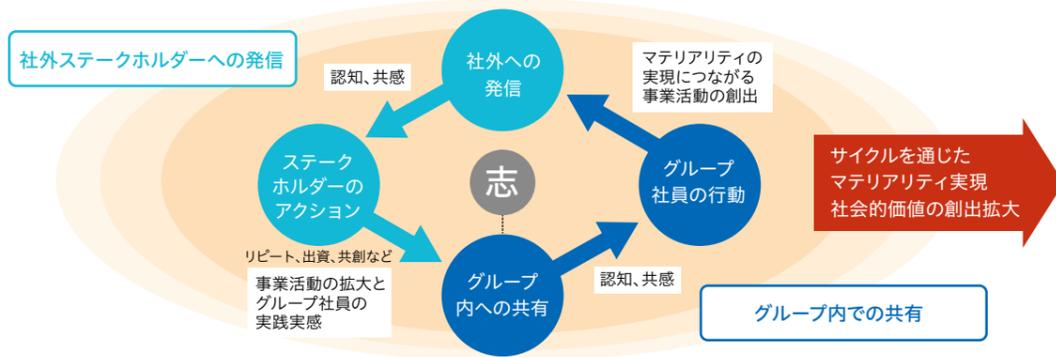 社外ステークホルダーへの発信
認知、共感
社外への
発信
マテリアリティの
実現につながる
事業活動の創出
ステーク
ホルダーの
アクション
志
グループ
社員の行動
サイクルを通じた
マテリアリティ実現
社会的価値の創出拡大
リピート、出資、共創など
事業活動の拡大と
グループ社員の
実践実感
グループ
内への共有
認知、共感
グループ内での共有